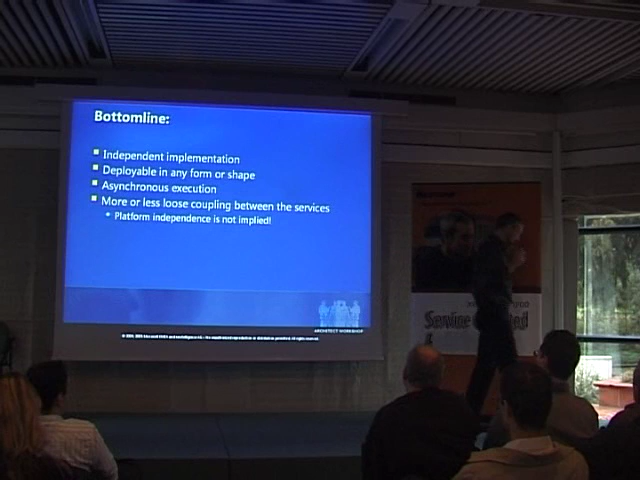 Bottomline:
Independent implementation
Deployable in any form or shape
Asynchronous execution
More or less loose coupling between the services
Platform independence is not implied!
ARCHITECT WORKSHOP
Service